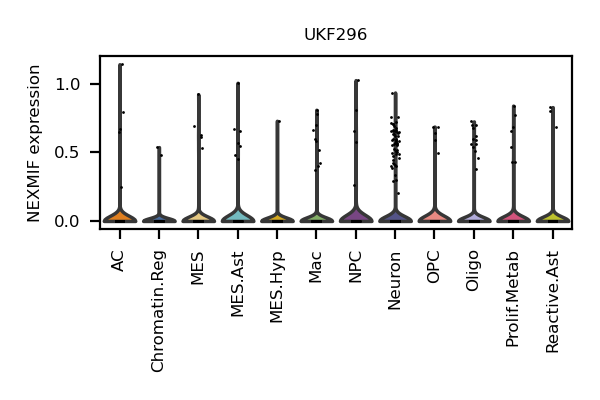 UKF296
NEXMIF expression
1.0
0.5
0.0
AC
Chromatin.Reg
MES
MES.Ast
MES.Hyp
Mac
NPC
Neuron
OPC
Oligo
Prolif.Metab
Reactive.Ast